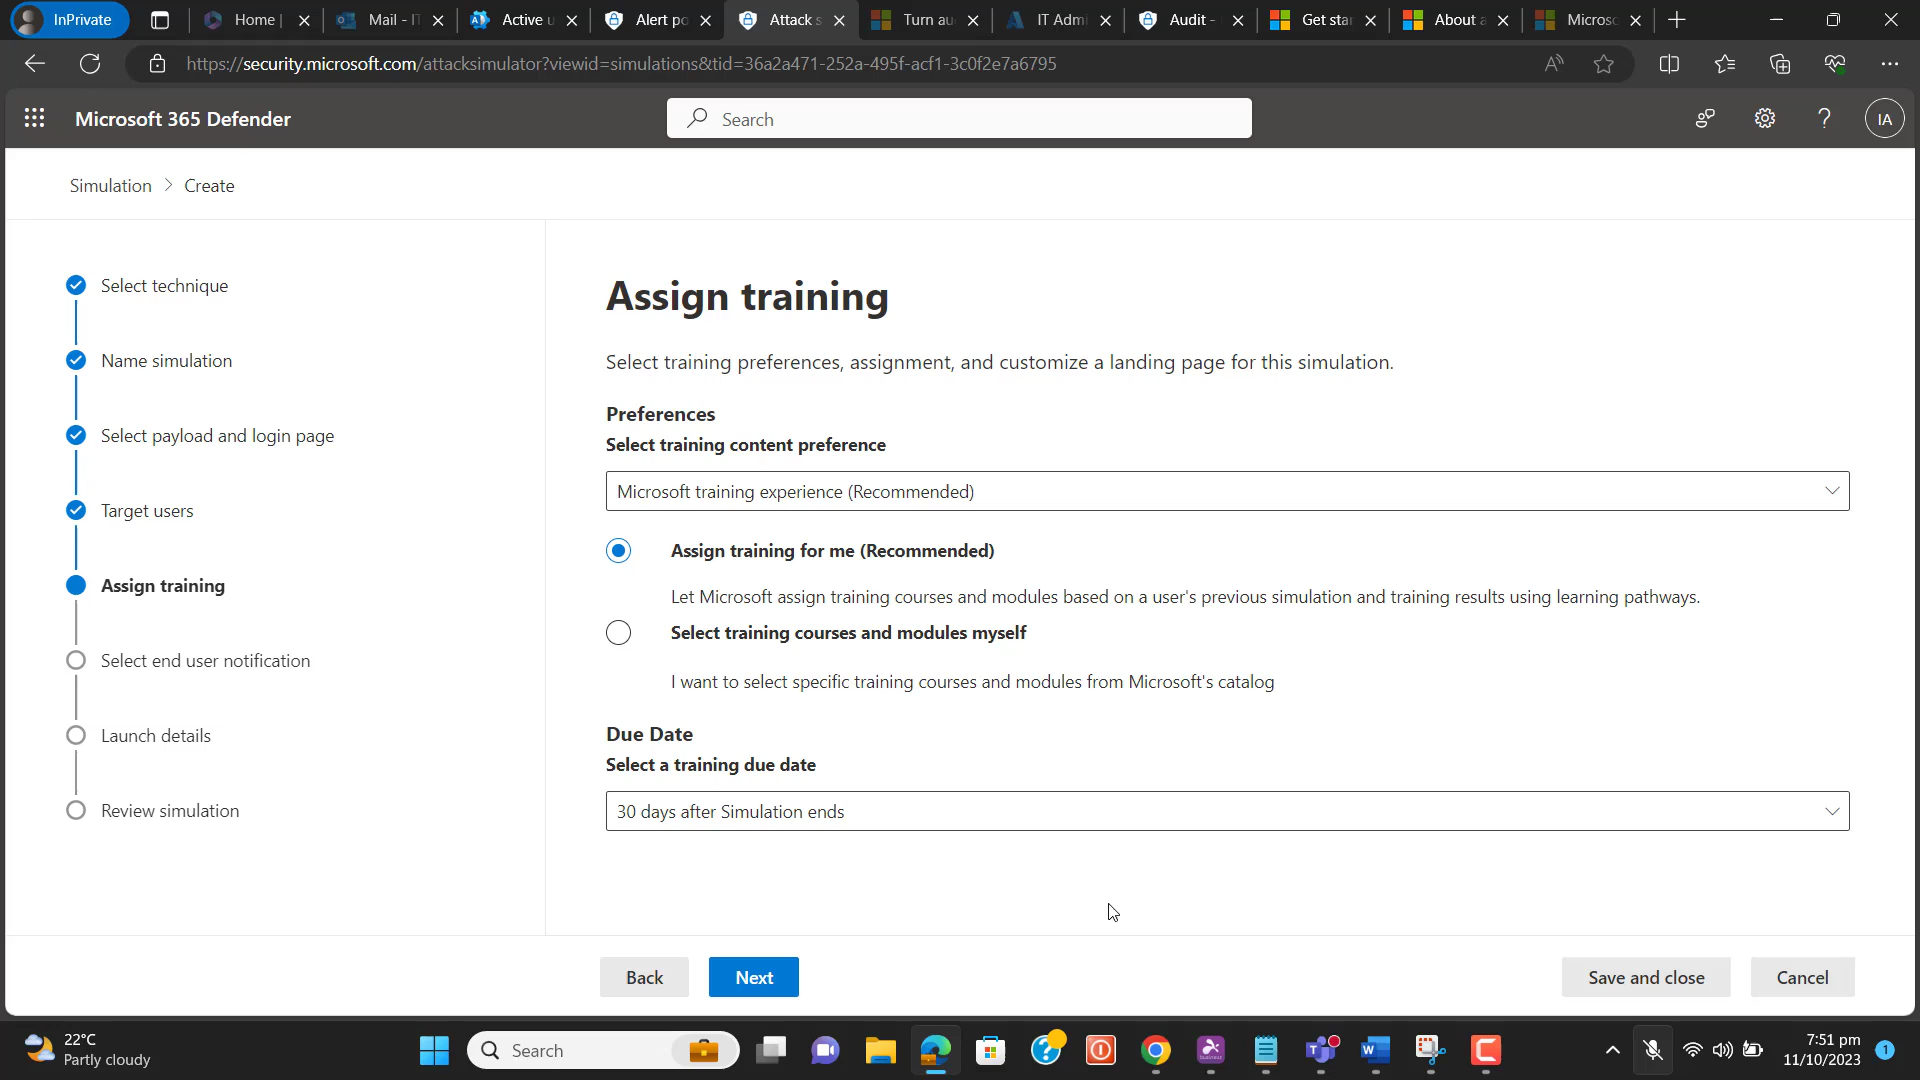 InPrivate
Home |
Mail - IT
Active u
Alert po
Attack s
Turn au
IT Admi
Audit -
Get star
About a
Microso
https://security.microsoft.com/attacksimulator?viewid=simulations&tid=36a2a471-252a-495f-acf1-3c0f2e7a6795
Microsoft 365 Defender
Search
IA
Simulation > Create
Select technique
Name simulation
Select payload and login page
Target users
Assign training
Select end user notification
Launch details
Review simulation
Assign training
Select training preferences, assignment, and customize a landing page for this simulation.
Preferences
Select training content preference
Microsoft training experience (Recommended)
Assign training for me (Recommended)
Let Microsoft assign training courses and modules based on a user's previous simulation and training results using learning pathways.
Select training courses and modules myself
I want to select specific training courses and modules from Microsoft's catalog
Due Date
Select a training due date
30 days after Simulation ends
Back
Next
Save and close
Cancel
22°C
Partly cloudy
Search
7:51 pm
11/10/2023
1